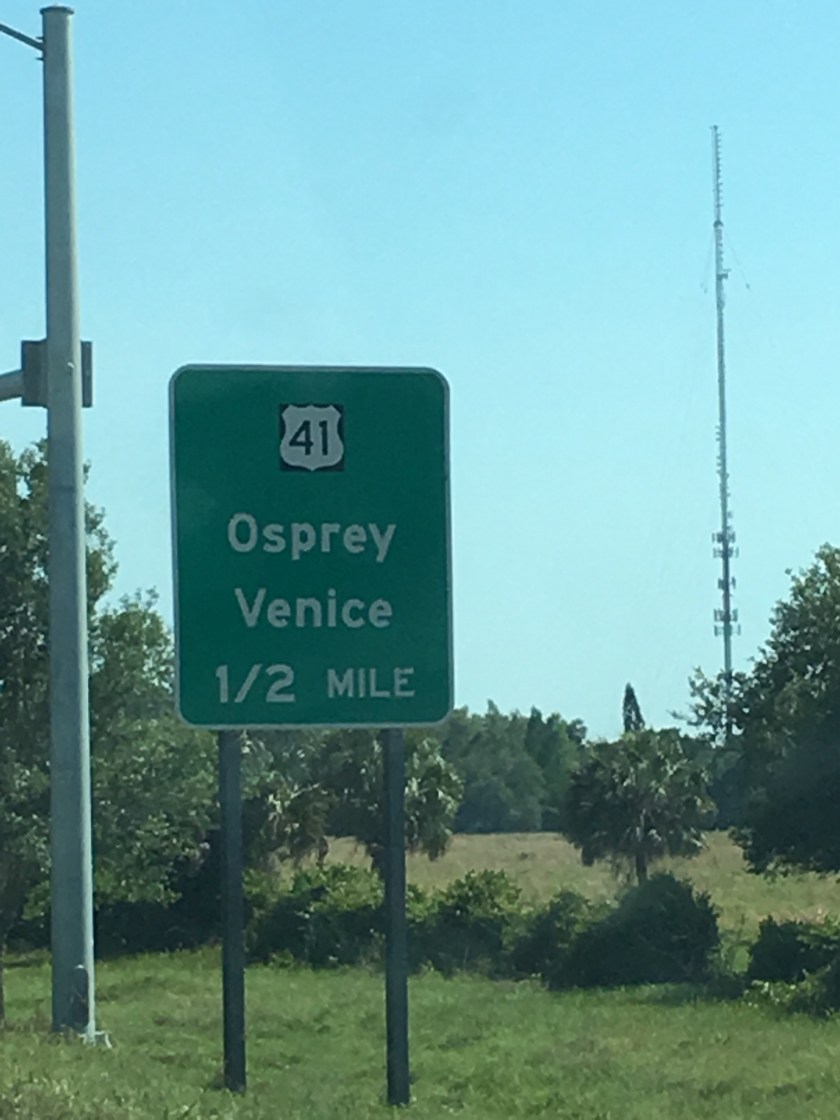 41
Osprey
Venice
1/2 MILE